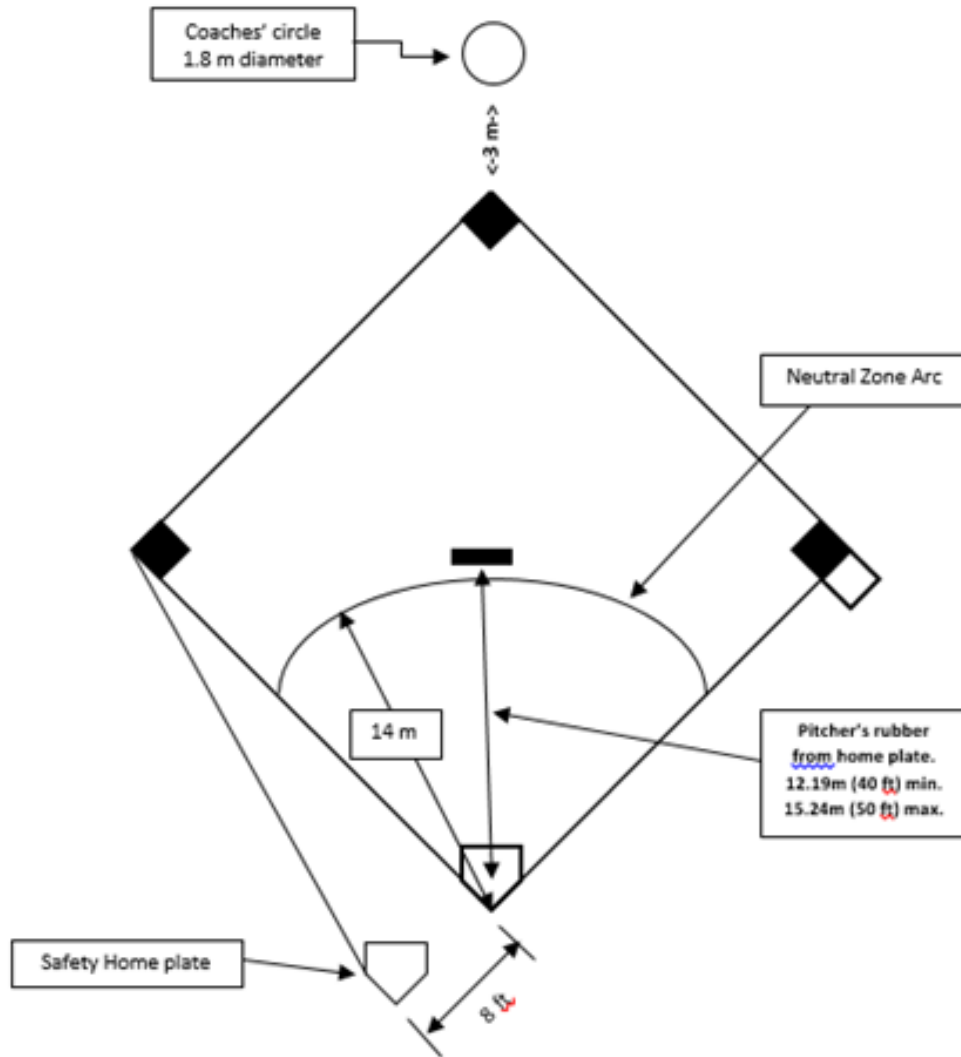 Coaches’ circle
1.8 m diameter
<-3 m->
Neutral Zone Arc
14 m
Pitcher's rubber
from home plate.
12.19m (40 ft) min.
15.24m (50 ft) max.
Safety Home plate
8 ft